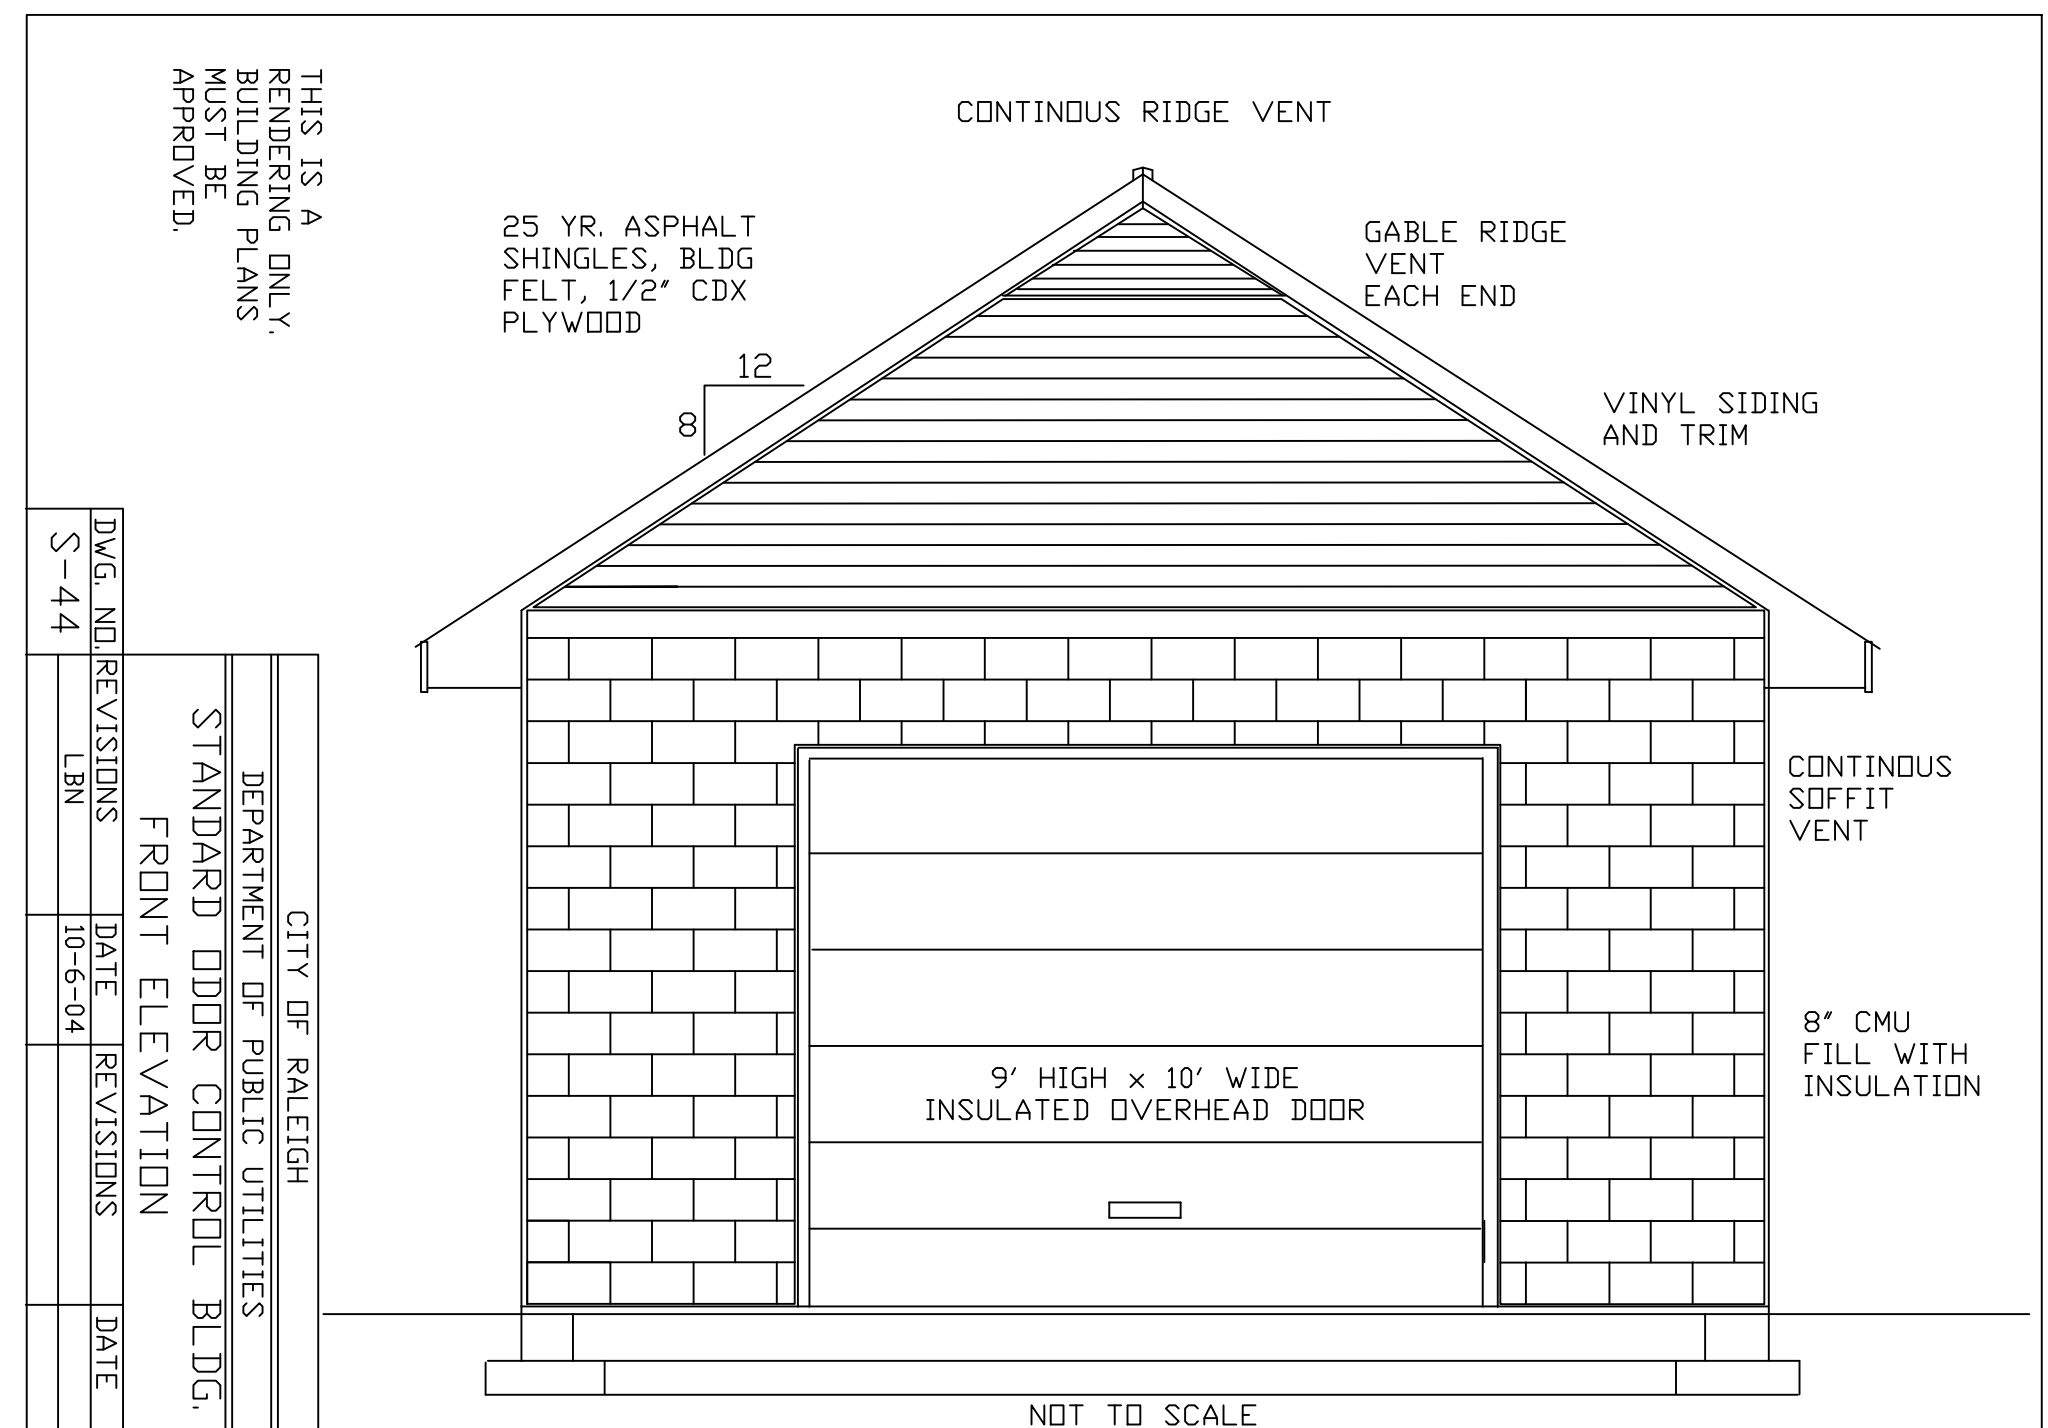 CONTINOUS RIDGE VENT
25 YR. ASPHALT
SHINGLES, BLDG
FELT, 1/2" CDX
PLYWOOD
12
8
GABLE RIDGE
VENT
EACH END
VINYL SIDING
AND TRIM
CONTINOUS
SOFFIT
VENT
8" CMU
FILL WITH
INSULATION
9' HIGH x 10' WIDE
INSULATED OVERHEAD DOOR
NOT TO SCALE
THIS IS A
RENDERING ONLY.
BUILDING PLANS
MUST BE
APPROVED.
CITY OF RALEIGH
DEPARTMENT OF PUBLIC UTILITIES
STANDARD ODOR CONTROL BLDG.
FRONT ELEVATION
DWG. NO. REVISIONS DATE REVISIONS DATE
S-44 LBN 10-6-04